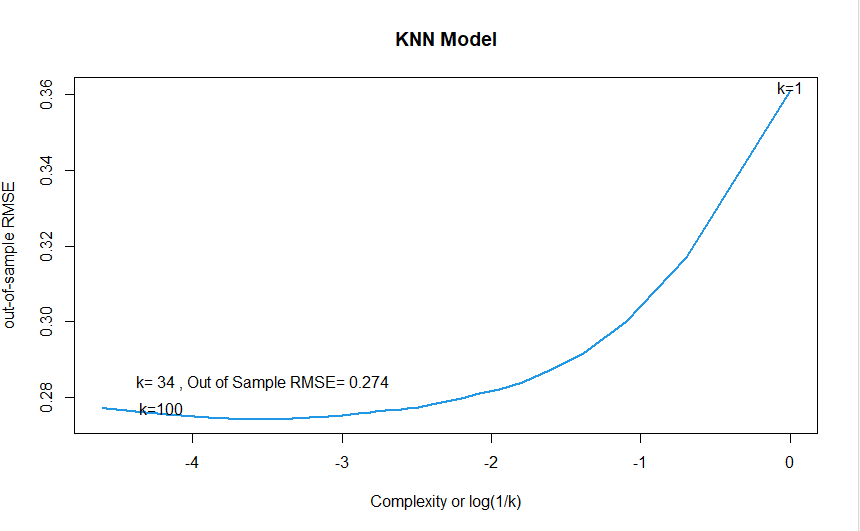 KNN Model
out-of-sample RMSE
0.36
0.34
0.32
0.30
0.28
k=1
k= 34 , Out of Sample RMSE= 0.274
k=100
-4 -3 -2 -1 0
Complexity or log(1/k)